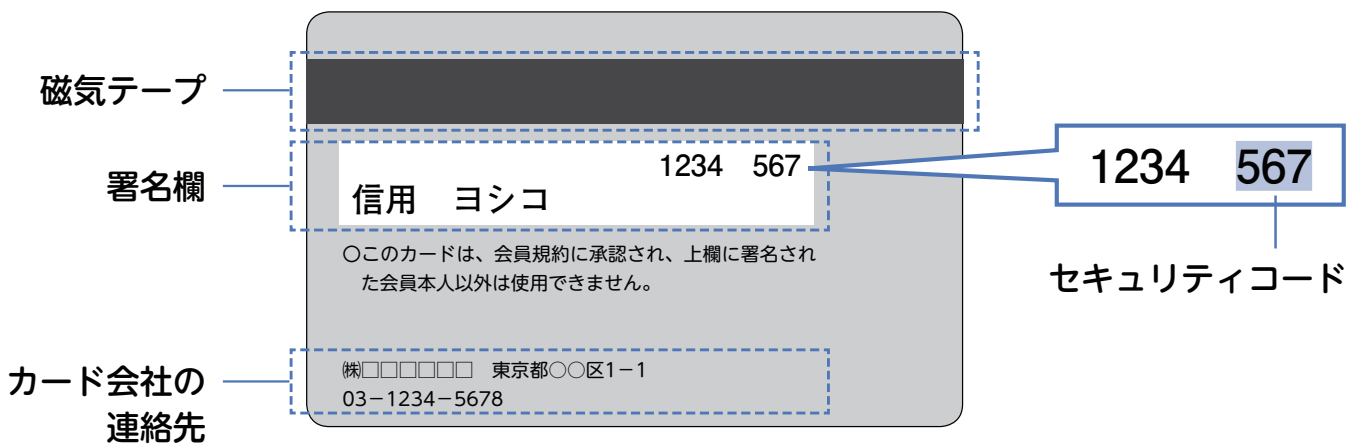 磁気テープ
署名欄
1234 567
信用 ヨシコ
1234 567
セキュリティコード
○このカードは、会員規約に承認され、上欄に署名され
た会員本人以外は使用できません。
カード会社の
連絡先
㈱□□□□□□ 東京都○○区1−1
03−1234−5678